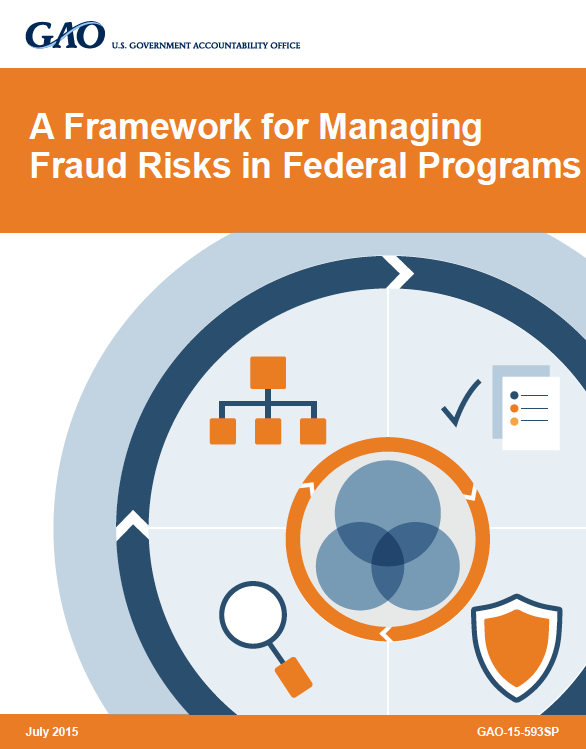 GAO U.S. GOVERNMENT ACCOUNTABILITY OFFICE
A Framework for Managing
Fraud Risks in Federal Programs
July 2015 GAO-15-593SP